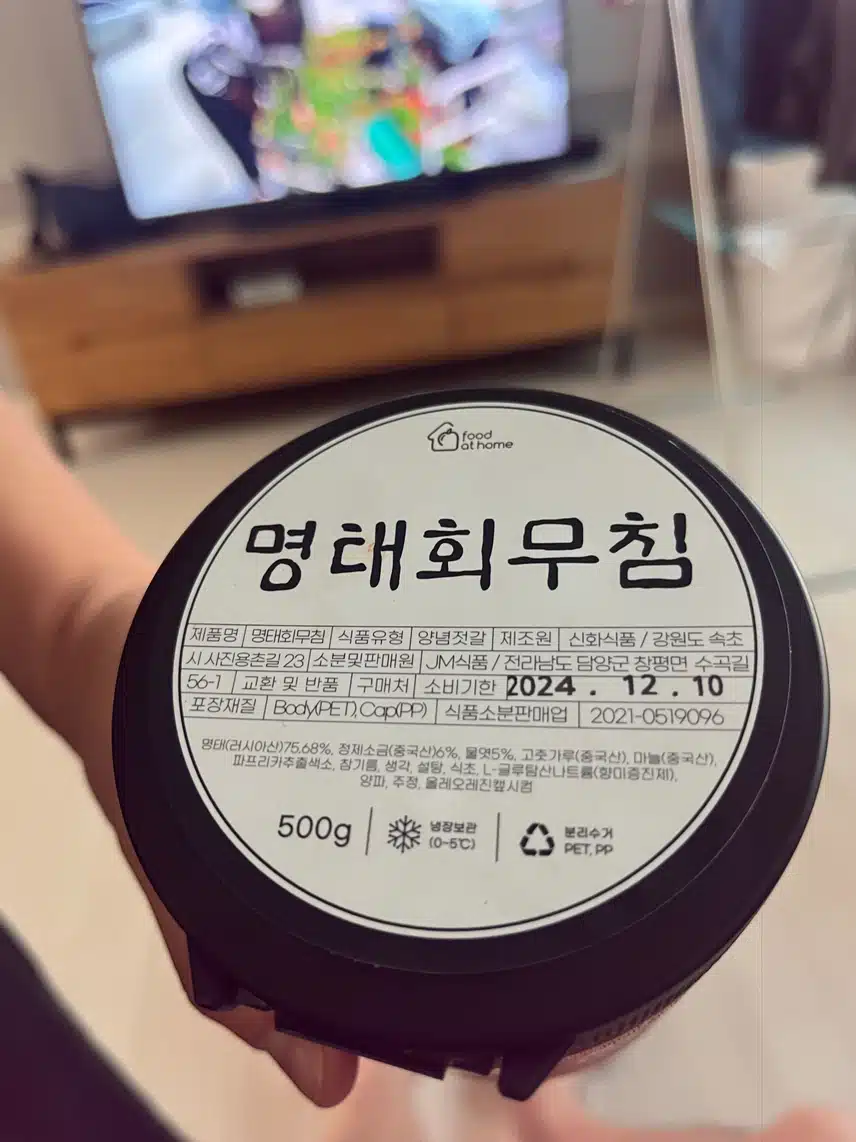 food
at home
명태회무침
제품명 명태회무침 식품유형 양념젓갈 제조원 신화식품 / 강원도 속초
시 사진용촌길 23 소분및판매원 JM식품 / 전라남도 담양군 창평면 수곡길
56-1 교환 및 반품 구매처 소비기한 2024 . 12 . 10
포장재질 Body(PET), Cap(PP) 식품소분판매업 2021-0519096
명태(러시아산)75.68%, 정제소금(중국산)6%, 물엿5%, 고춧가루(중국산), 마늘(중국산),
파프리카추출색소, 참기름, 생강, 설탕, 식초, L-글루탐산나트륨(향미증진제),
양파, 주정, 올레오레진캪시컴
500g 냉장보관 분리수거
(0~5℃) PET, PP